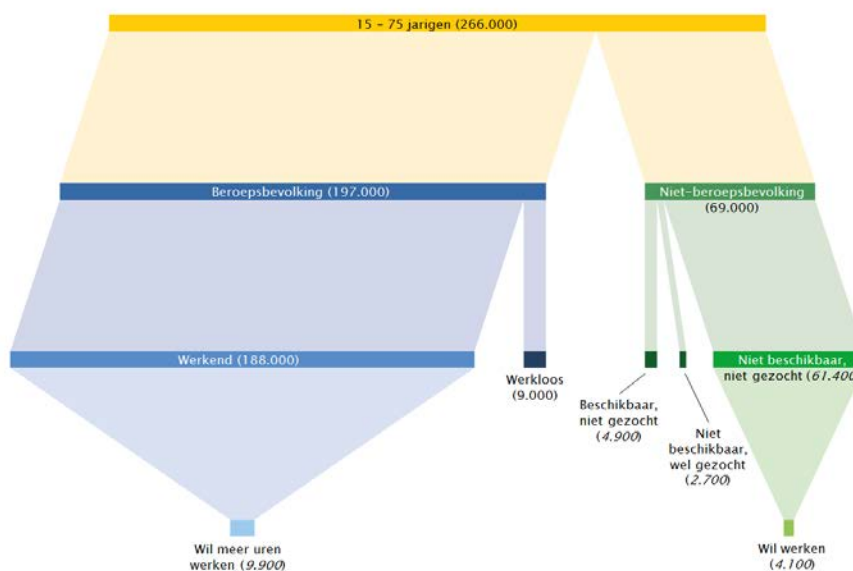 15 - 75 jarigen (266.000)
Beroepsbevolking (197.000)
Niet-beroepsbevolking
(69.000)
Werkend (188.000)
Werkloos
(9.000)
Beschikbaar,
niet gezocht
(4.900)
Niet
beschikbaar,
wel gezocht
(2.700)
Niet beschikbaar,
niet gezocht (61.400
Wil meer uren
werken (9.900)
Wil werken
(4.100)